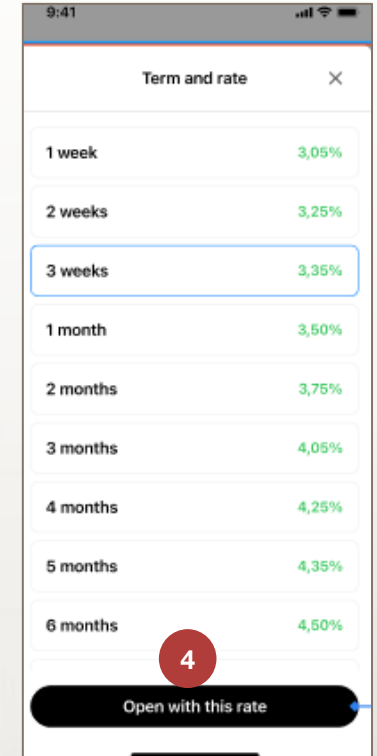 9:41
Term and rate
1 week 3,05%
2 weeks 3,25%
3 weeks 3,35%
1 month 3,50%
2 months 3,75%
3 months 4,05%
4 months 4,25%
5 months 4,35%
6 months 4,50%
4
Open with this rate